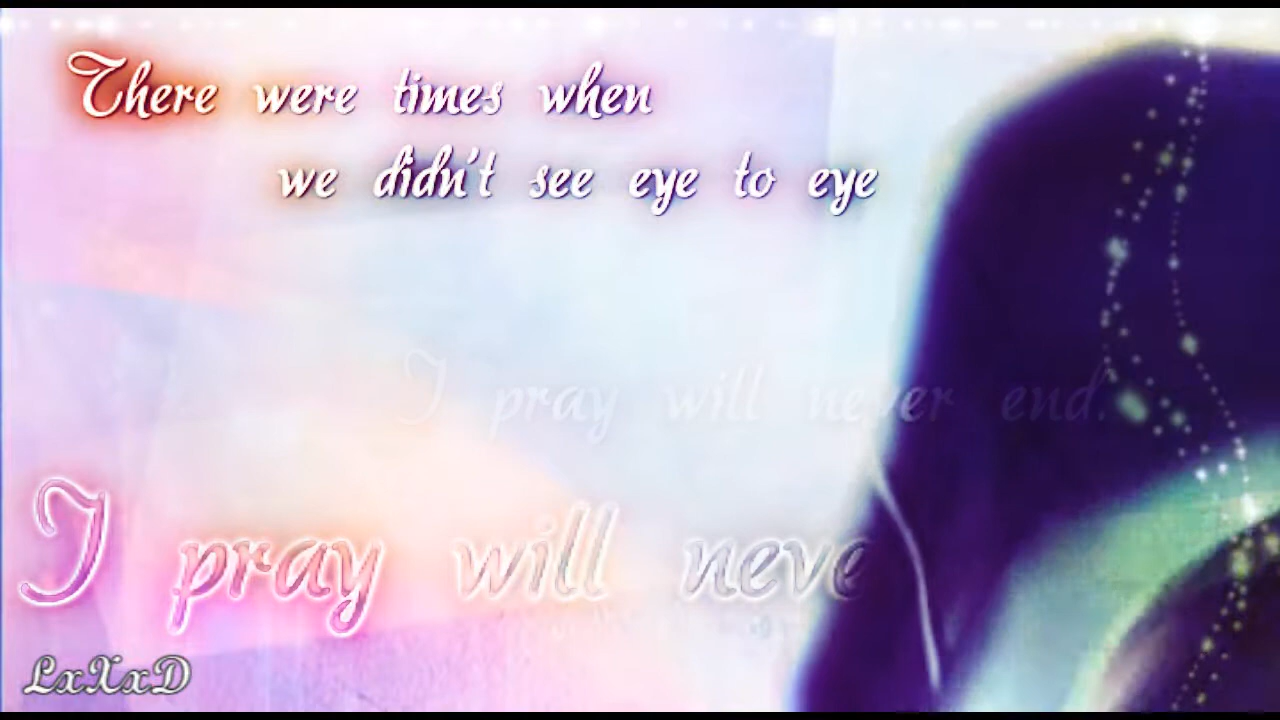 There were times when
we didn't see eye to eye
I pray will never end.
I pray will neve
LxXxD